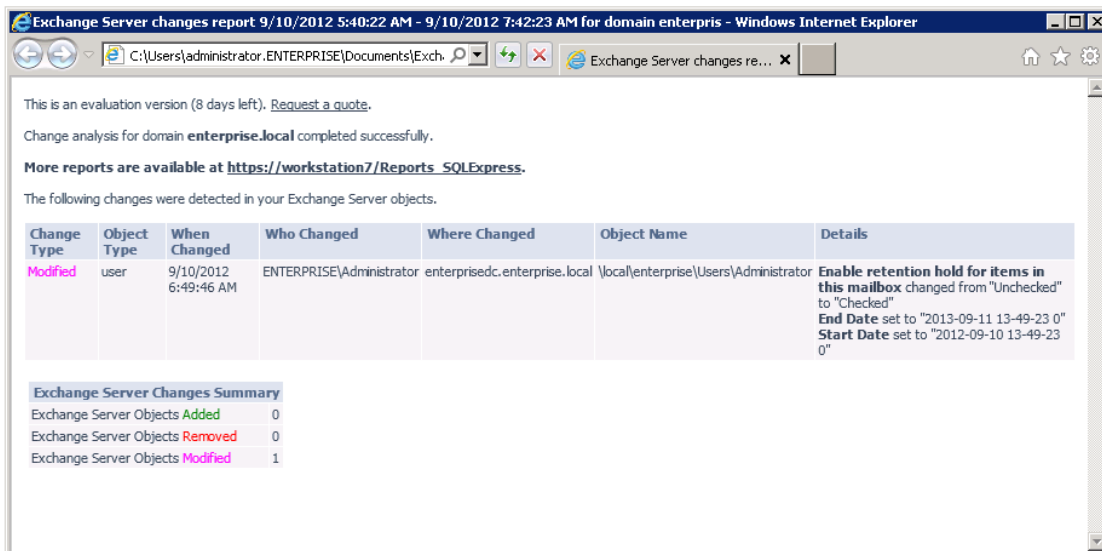 Exchange Server changes report 9/10/2012 5:40:22 AM - 9/10/2012 7:42:23 AM for domain enterpris - Windows Internet Explorer
C:\Users\administrator.ENTERPRISE\Documents\Exch
Exchange Server changes re...
This is an evaluation version (8 days left). Request a quote.
Change analysis for domain enterprise.local completed successfully.
More reports are available at https://workstation7/Reports_SQLExpress.
The following changes were detected in your Exchange Server objects.
Change Type Object Type When Changed Who Changed Where Changed Object Name Details
Modified user 9/10/2012 6:49:46 AM ENTERPRISE\Administrator enterprisedc.enterprise.local \local\enterprise\Users\Administrator Enable retention hold for items in
this mailbox changed from "Unchecked"
to "Checked"
End Date set to "2013-09-11 13-49-23 0"
Start Date set to "2012-09-10 13-49-23
0"
Exchange Server Changes Summary
Exchange Server Objects Added 0
Exchange Server Objects Removed 0
Exchange Server Objects Modified 1